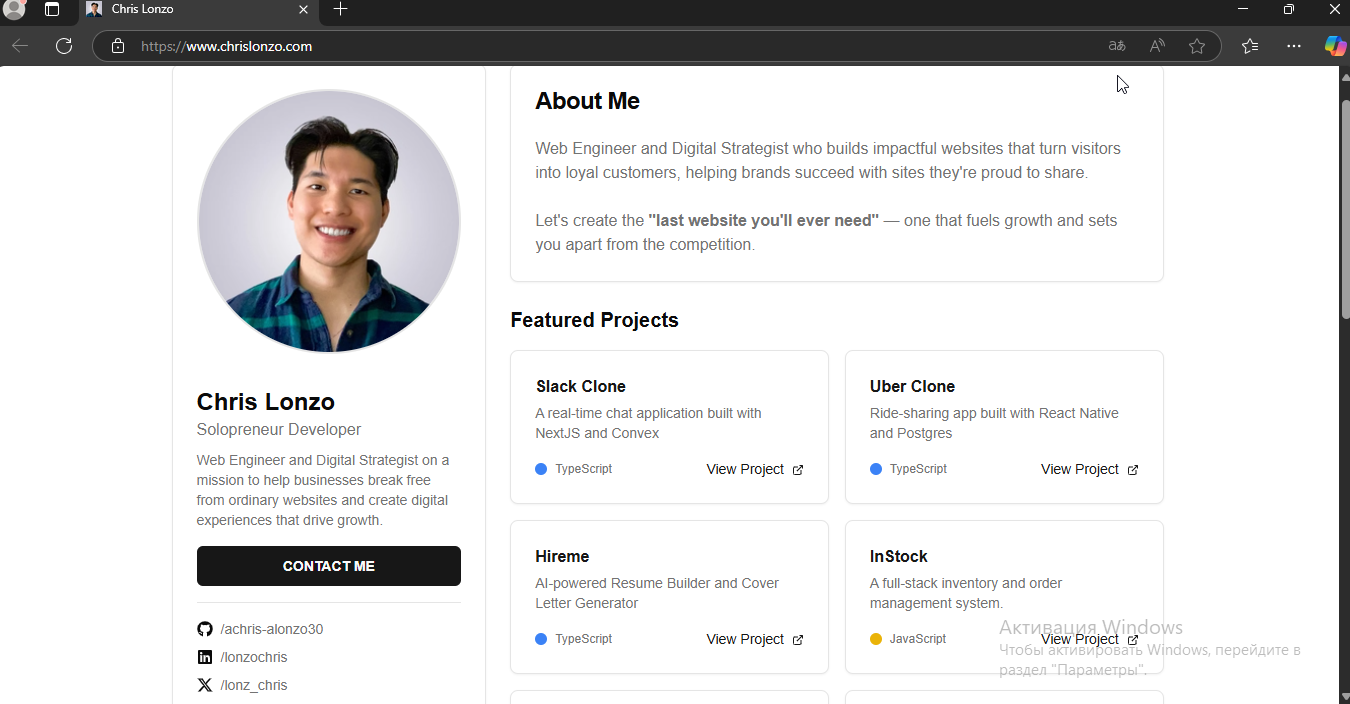 Chris Lonzo
https://www.chrislonzo.com
About Me
Web Engineer and Digital Strategist who builds impactful websites that turn visitors
into loyal customers, helping brands succeed with sites they're proud to share.
Let's create the "last website you'll ever need" — one that fuels growth and sets
you apart from the competition.
Chris Lonzo
Solopreneur Developer
Web Engineer and Digital Strategist on a
mission to help businesses break free
from ordinary websites and create digital
experiences that drive growth.
CONTACT ME
/achris-alonzo30
/lonzochris
/lonz_chris
Featured Projects
Slack Clone
A real-time chat application built with
NextJS and Convex
TypeScript
View Project
Uber Clone
Ride-sharing app built with React Native
and Postgres
TypeScript
View Project
Hireme
AI-powered Resume Builder and Cover
Letter Generator
TypeScript
View Project
InStock
A full-stack inventory and order
management system.
JavaScript
View Project
Активация Windows
Чтобы активировать Windows, перейдите в
раздел "Параметры".